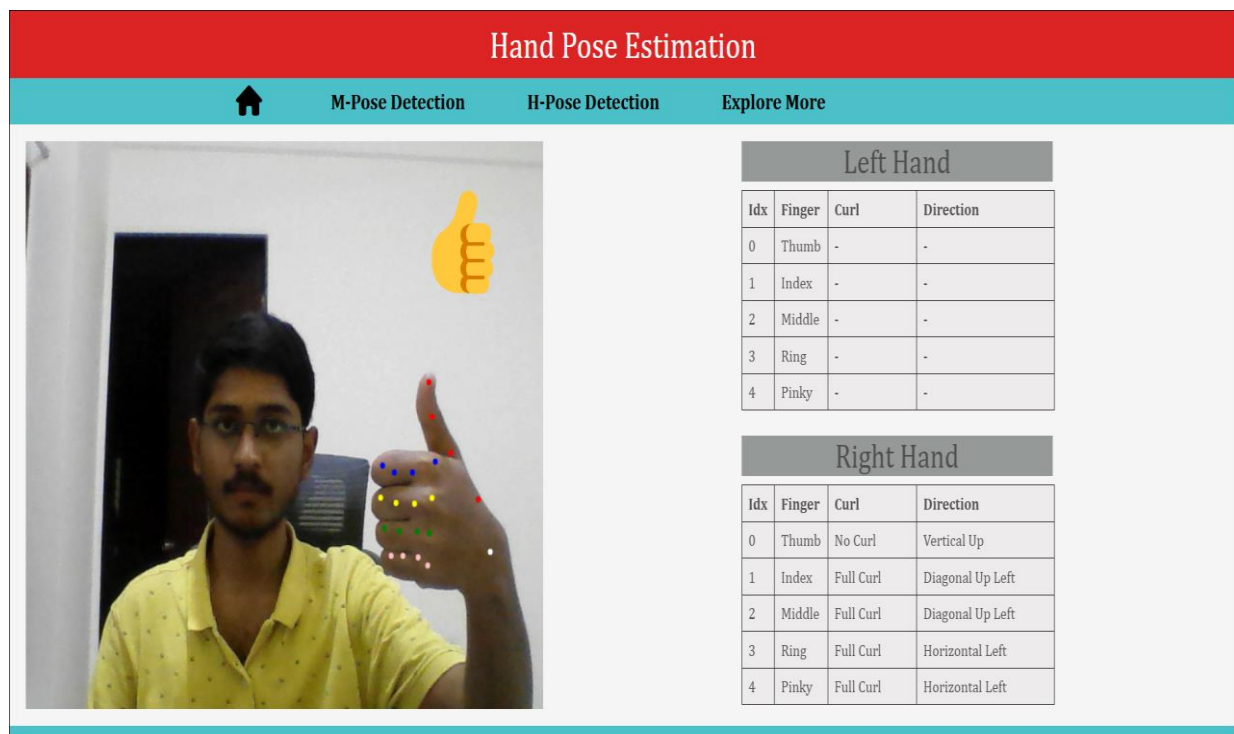 Hand Pose Estimation
M-Pose Detection H-Pose Detection Explore More
Left Hand
Idx Finger Curl Direction
0 Thumb - -
1 Index - -
2 Middle - -
3 Ring - -
4 Pinky - -
Right Hand
Idx Finger Curl Direction
0 Thumb No Curl Vertical Up
1 Index Full Curl Diagonal Up Left
2 Middle Full Curl Diagonal Up Left
3 Ring Full Curl Horizontal Left
4 Pinky Full Curl Horizontal Left